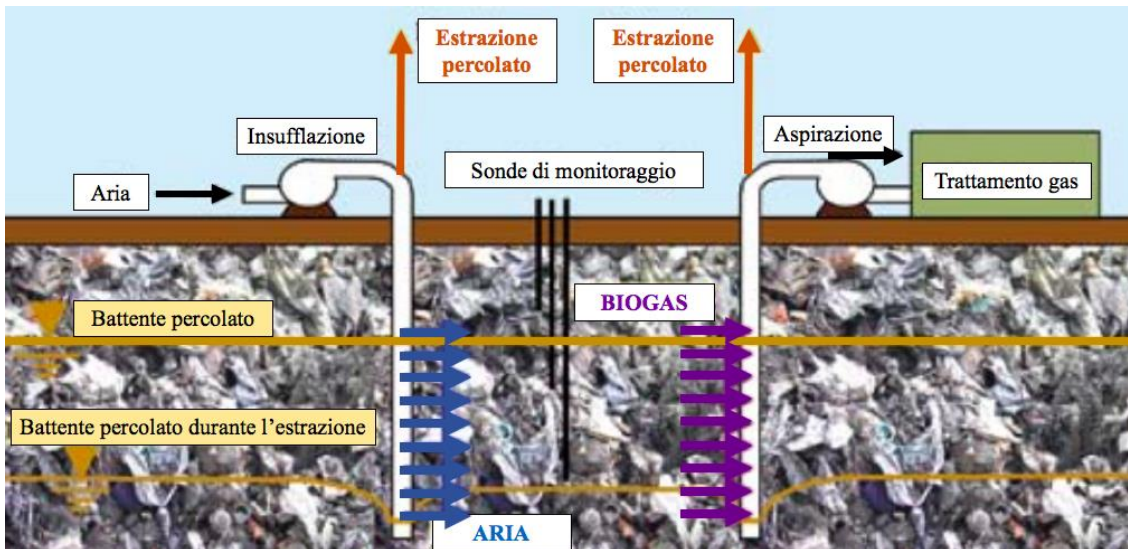 Estrazione
percolato
Estrazione
percolato
Insufflazione
Aspirazione
Sonde di monitoraggio
Aria
Trattamento gas
BIOGAS
Battente percolato
Battente percolato durante l’estrazione
ARIA